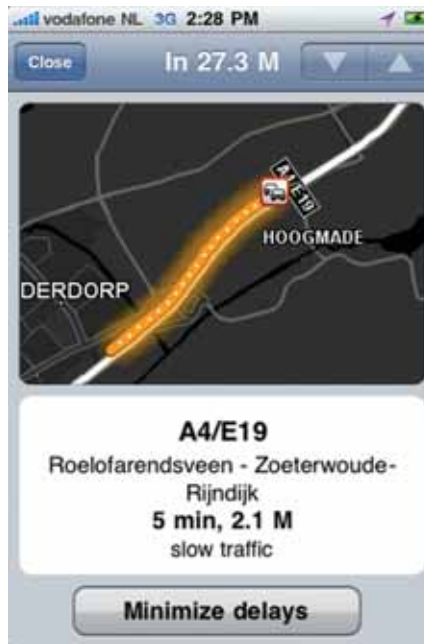 vodafone NL 3G 2:28 PM
Close In 27.3 M
A4/E19
HOOGMADE
DERDORP
A4/E19
Roelofarendsveen - Zoeterwoude-
Rijndijk
5 min, 2.1 M
slow traffic
Minimize delays